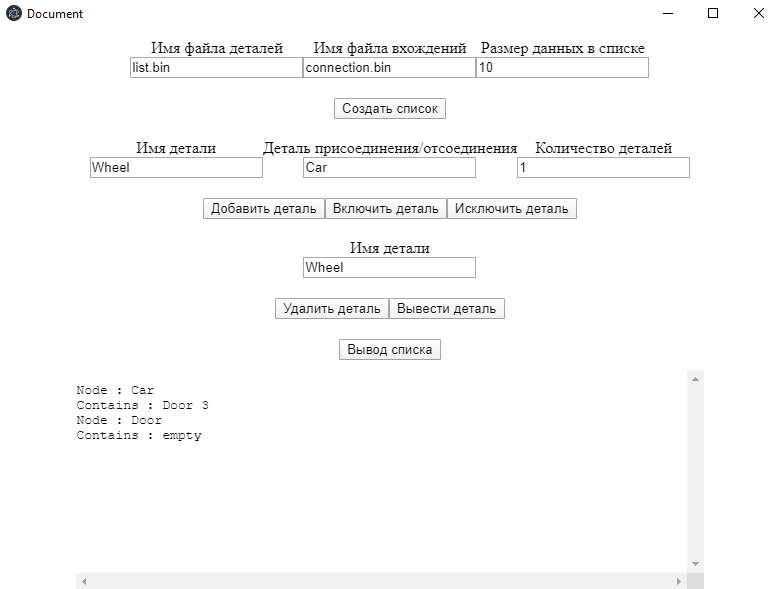 Document
Имя файла деталей Имя файла вхождений Размер данных в списке
list.bin connection.bin 10
Создать список
Имя детали Деталь присоединения/отсоединения Количество деталей
Wheel Car 1
Добавить деталь Включить деталь Исключить деталь
Имя детали
Wheel
Удалить деталь Вывести деталь
Вывод списка
Node : Car
Contains : Door 3
Node : Door
Contains : empty